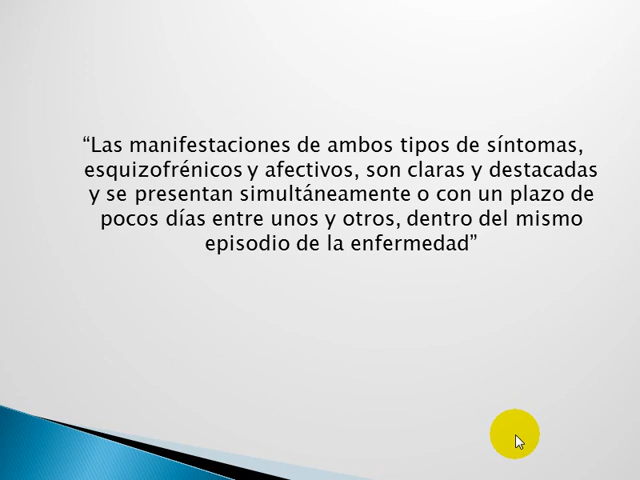 “Las manifestaciones de ambos tipos de síntomas,
esquizofrénicos y afectivos, son claras y destacadas
y se presentan simultáneamente o con un plazo de
pocos días entre unos y otros, dentro del mismo
episodio de la enfermedad”